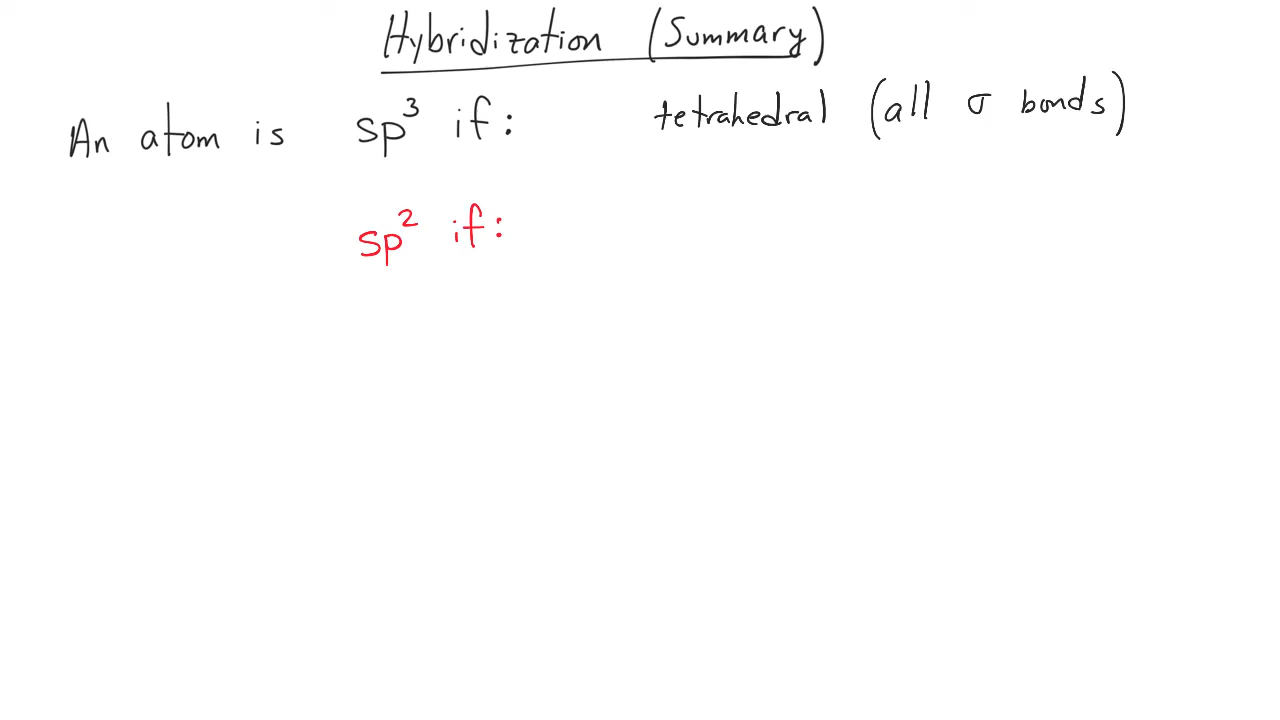 Hybridization (Summary)
An atom is sp³ if: tetrahedral (all σ bonds)
sp² if: